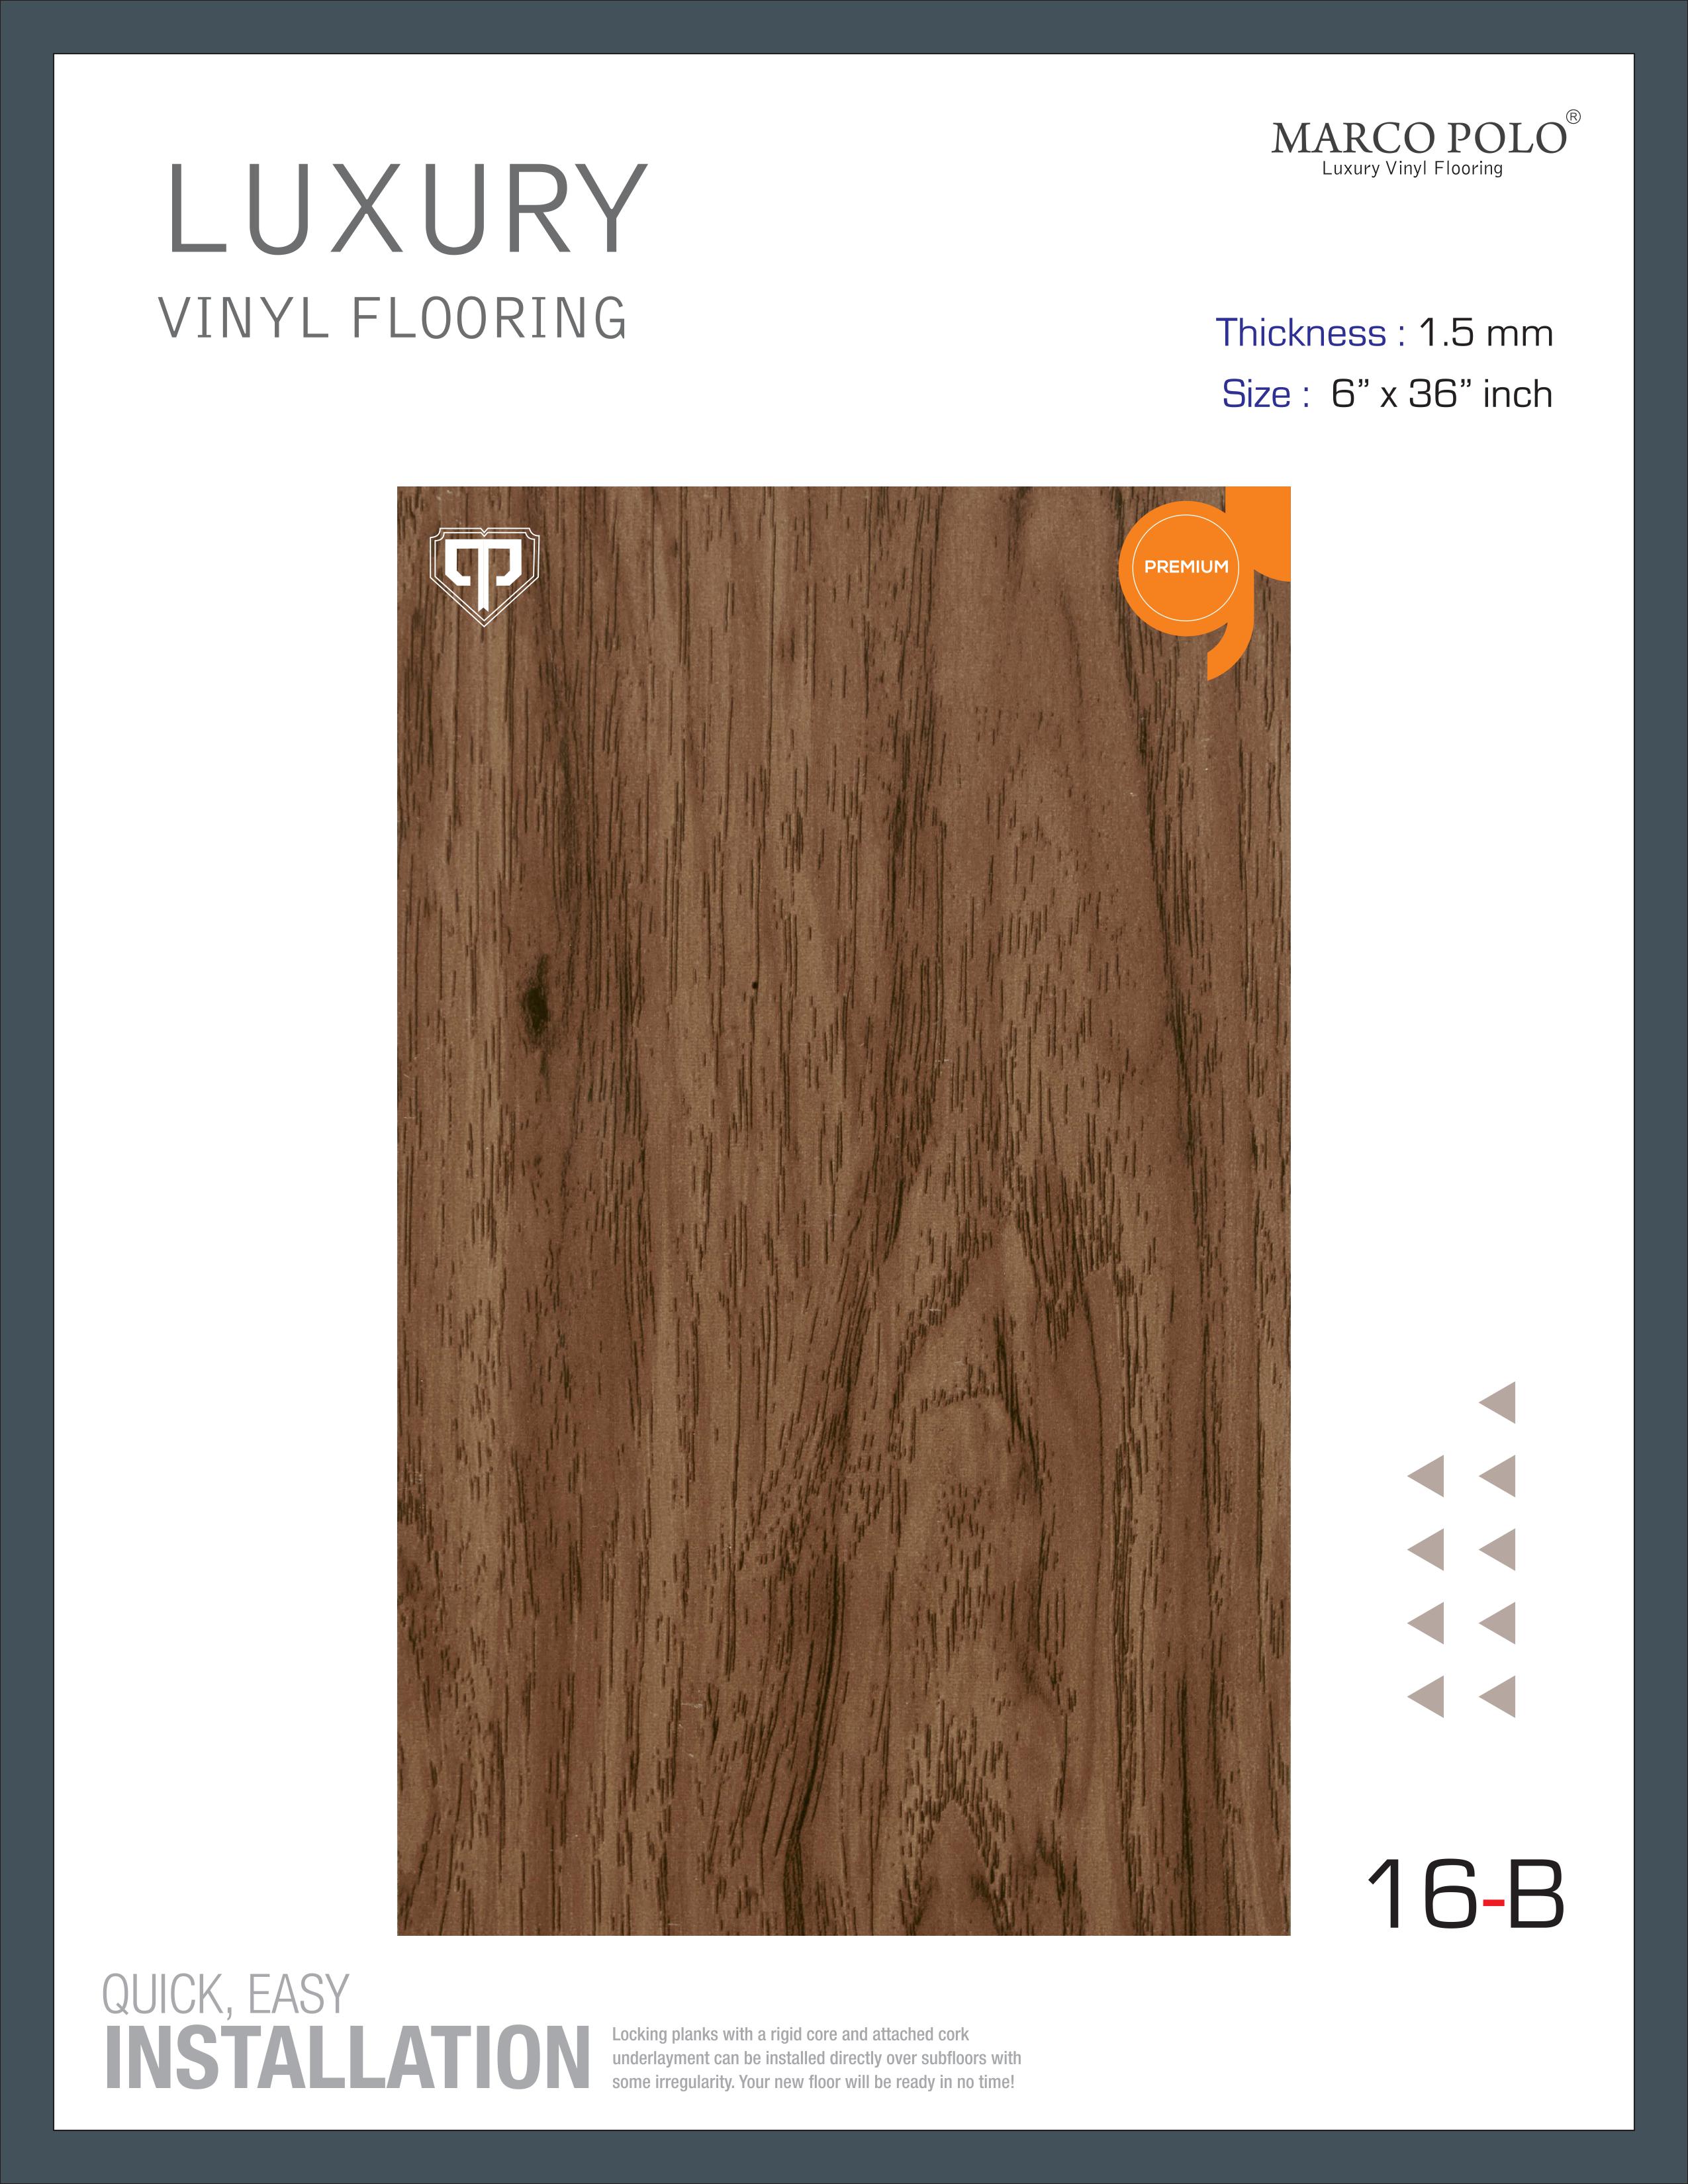 MARCO POLO®
Luxury Vinyl Flooring
LUXURY
VINYL FLOORING
Thickness : 1.5 mm
Size : 6” x 36” inch
PREMIUM
16-B
QUICK, EASY
INSTALLATION
Locking planks with a rigid core and attached cork
underlayment can be installed directly over subfloors with
some irregularity. Your new floor will be ready in no time!